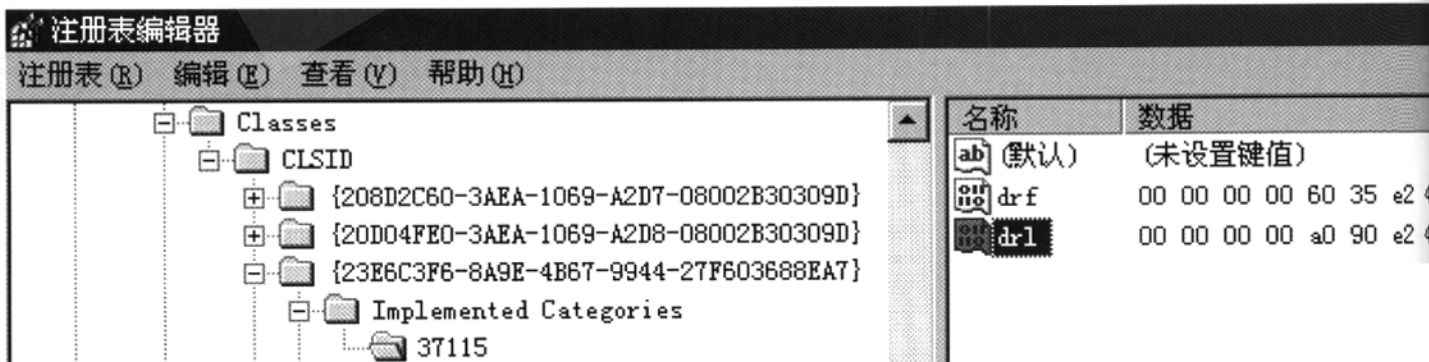 注册表编辑器
注册表(R) 编辑(E) 查看(V) 帮助(H)
Classes
CLSID
{208D2C60-3AEA-1069-A2D7-08002B30309D}
{20D04FE0-3AEA-1069-A2D8-08002B30309D}
{23E6C3F6-8A9E-4B67-9944-27F603688EA7}
Implemented Categories
37115
名称 数据
(默认) (未设置键值)
drf 00 00 00 00 60 35 e2
drl 00 00 00 00 a0 90 e2